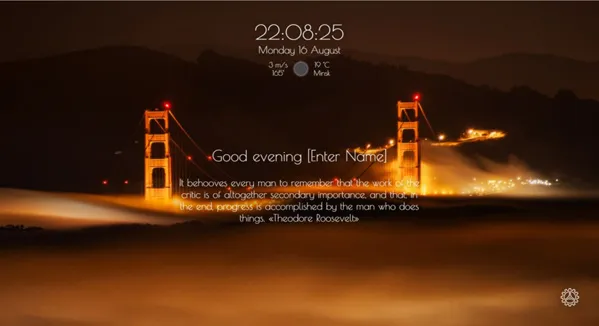 22:08:25
Monday 16 August
3 m/s
19 °C
165°
Minsk
Good evening [Enter Name]
It behooves every man to remember that the work of the
critic is of altogether secondary importance, and that, in
the end, progress is accomplished by the man who does
things. «Theodore Roosevelt»